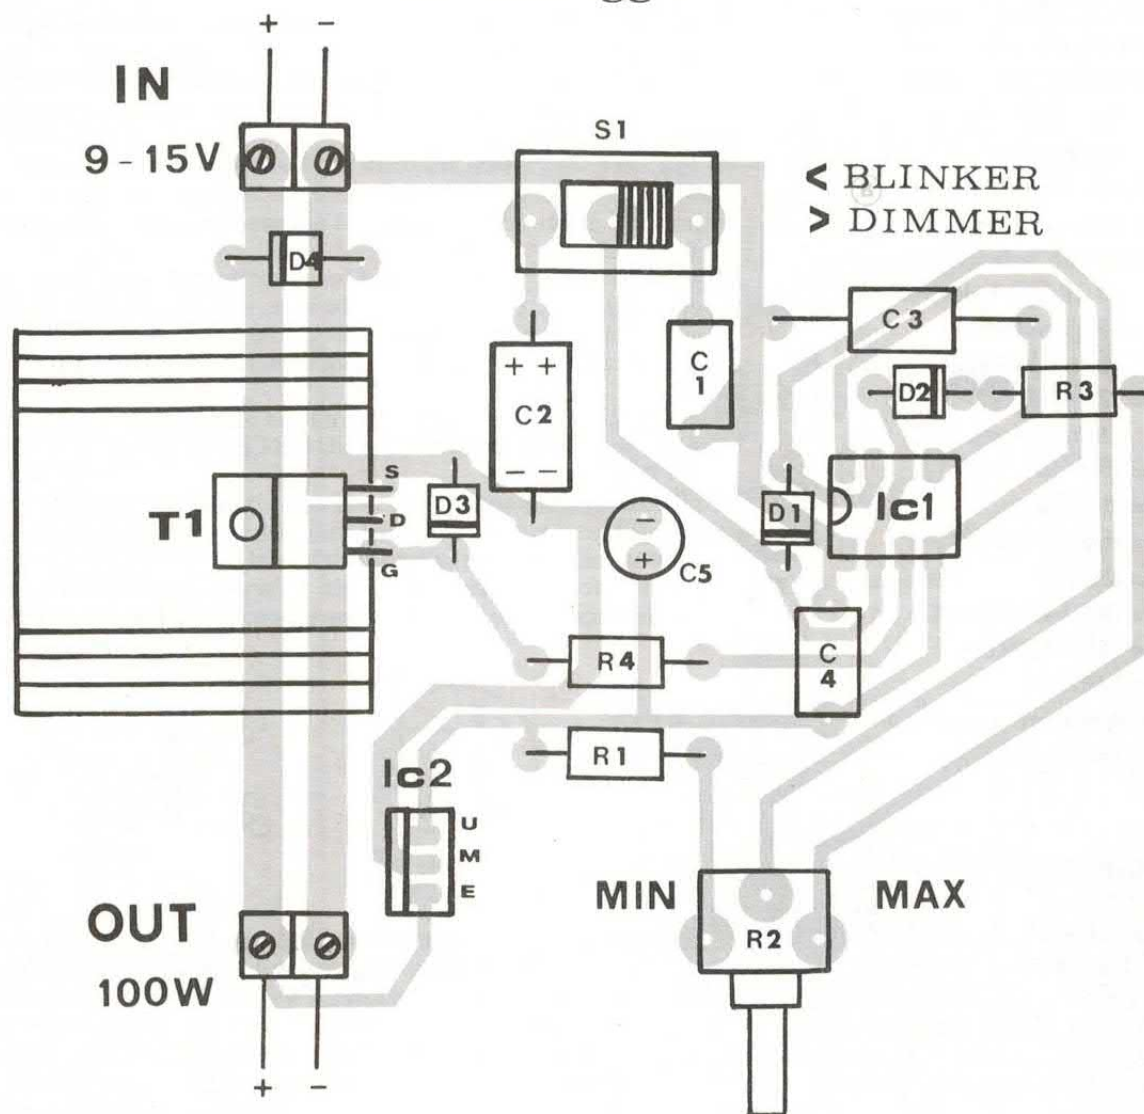 + -
IN
9-15V
S1
< BLINKER
> DIMMER
D4
C3
C
1
+ +
C2
- -
D2
R3
S
T1
D
G
D3
D1
Ic1
-
+
C5
R4
C
4
R1
Ic2
U
M
E
MIN
MAX
R2
OUT
100W
+ -